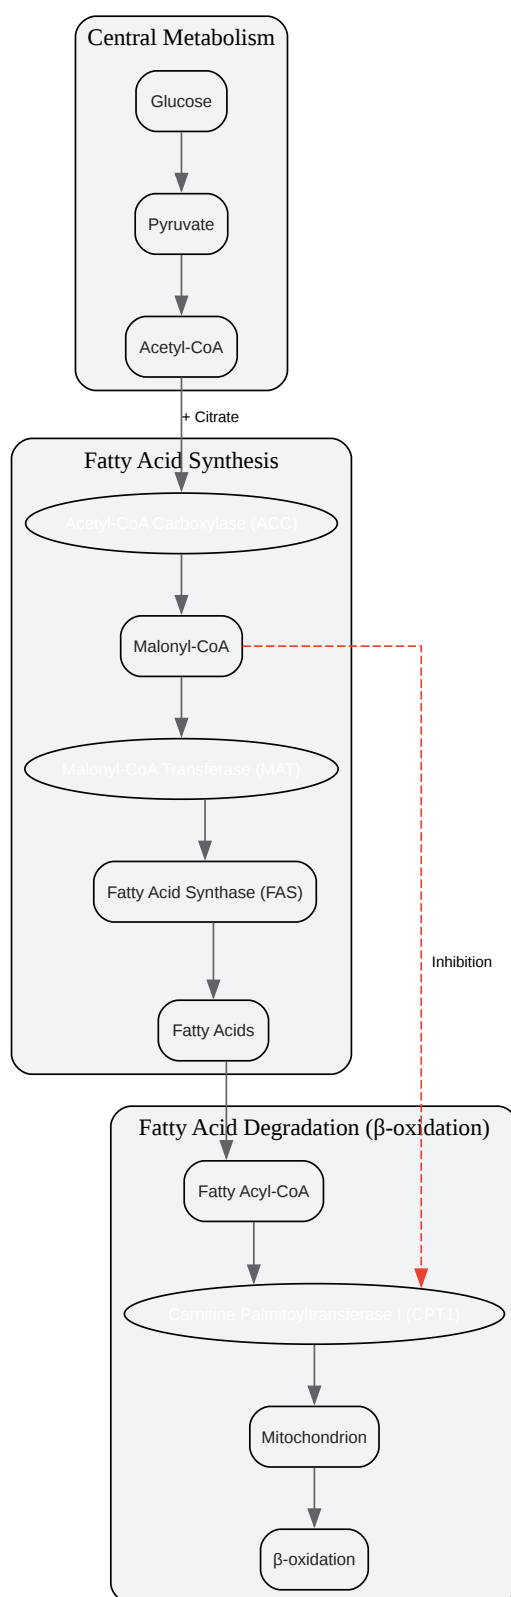 Central Metabolism
Glucose
Pyruvate
Acetyl-CoA
+ Citrate
Fatty Acid Synthesis
Acetyl-CoA Carboxylase (ACC)
Malonyl-CoA
Malonyl-CoA Transferase (MAT)
Fatty Acid Synthase (FAS)
Inhibition
Fatty Acids
Fatty Acid Degradation (β-oxidation)
Fatty Acyl-CoA
Carnitine Palmitoyltransferase I (CPT1)
Mitochondrion
β-oxidation